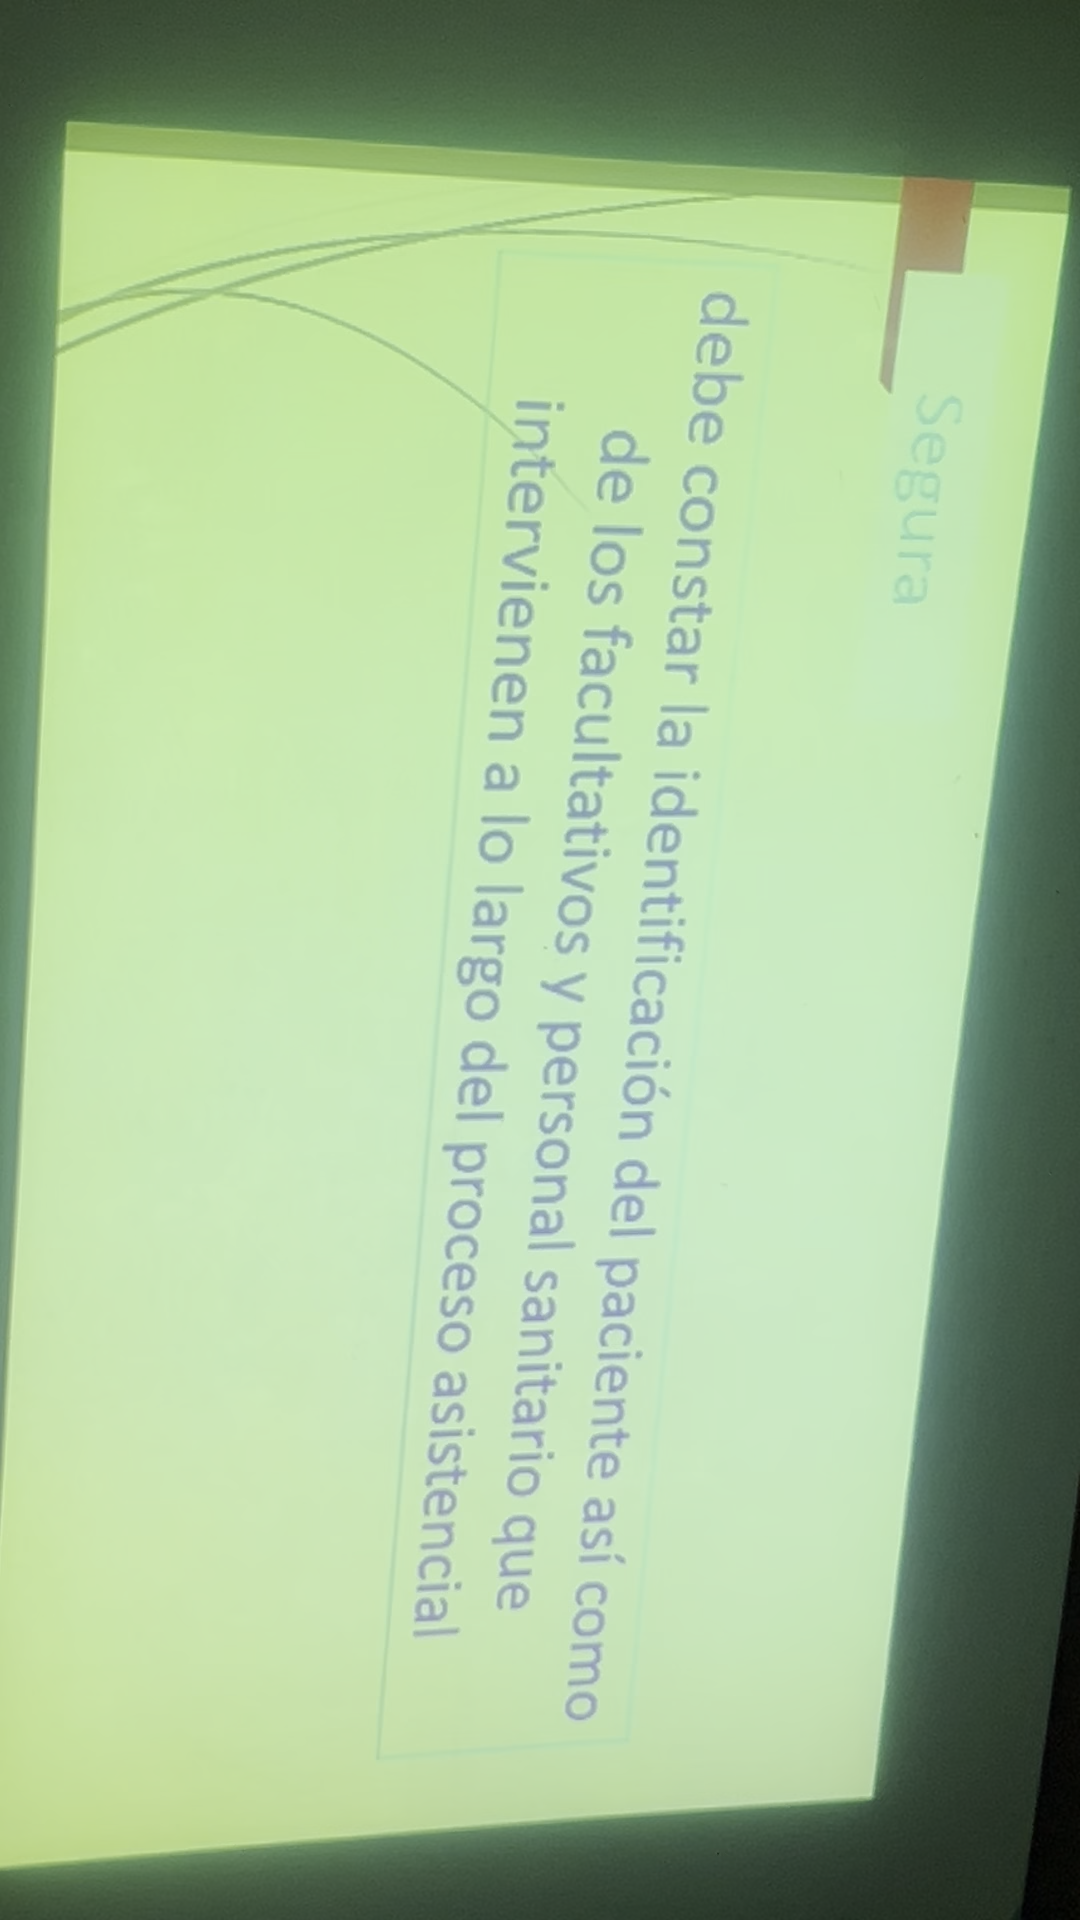 Segura
debe constar la identificación del paciente así como
de los facultativos y personal sanitario que
intervienen a lo largo del proceso asistencial